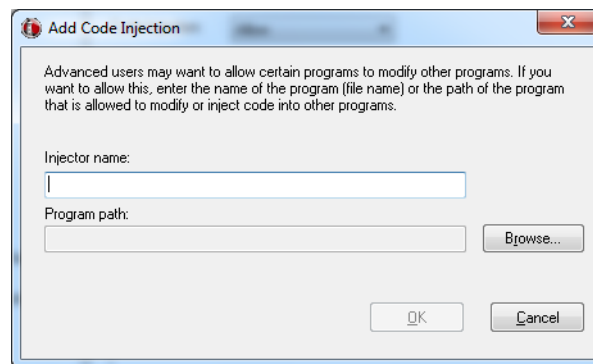 Add Code Injection
Advanced users may want to allow certain programs to modify other programs. If you
want to allow this, enter the name of the program (file name) or the path of the program
that is allowed to modify or inject code into other programs.
Injector name:
Program path:
Browse...
OK
Cancel